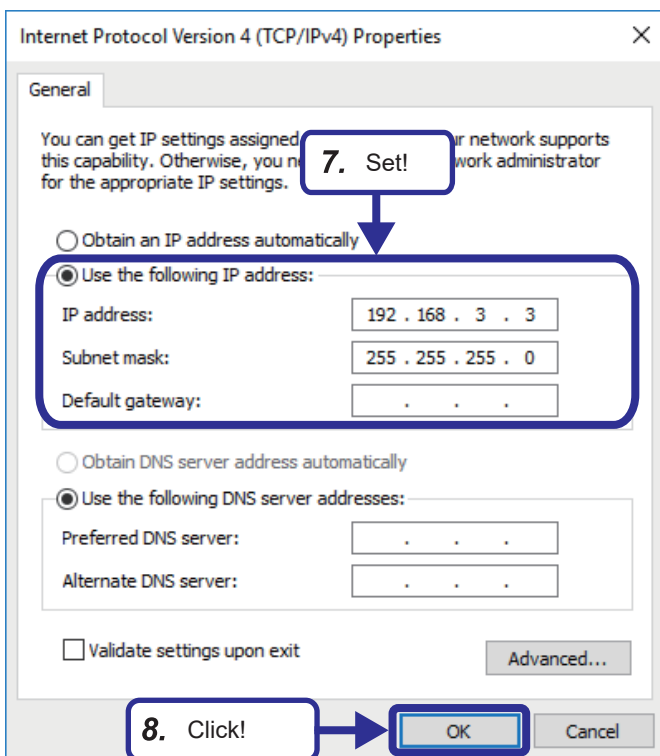 Internet Protocol Version 4 (TCP/IPv4) Properties
General
You can get IP settings assigned r network supports
this capability. Otherwise, you n work administrator
for the appropriate IP settings.
7. Set!
Obtain an IP address automatically
Use the following IP address:
IP address: 192 . 168 . 3 . 3
Subnet mask: 255 . 255 . 255 . 0
Default gateway: . . .
Obtain DNS server address automatically
Use the following DNS server addresses:
Preferred DNS server: . . .
Alternate DNS server: . . .
Validate settings upon exit
Advanced...
8. Click!
OK
Cancel